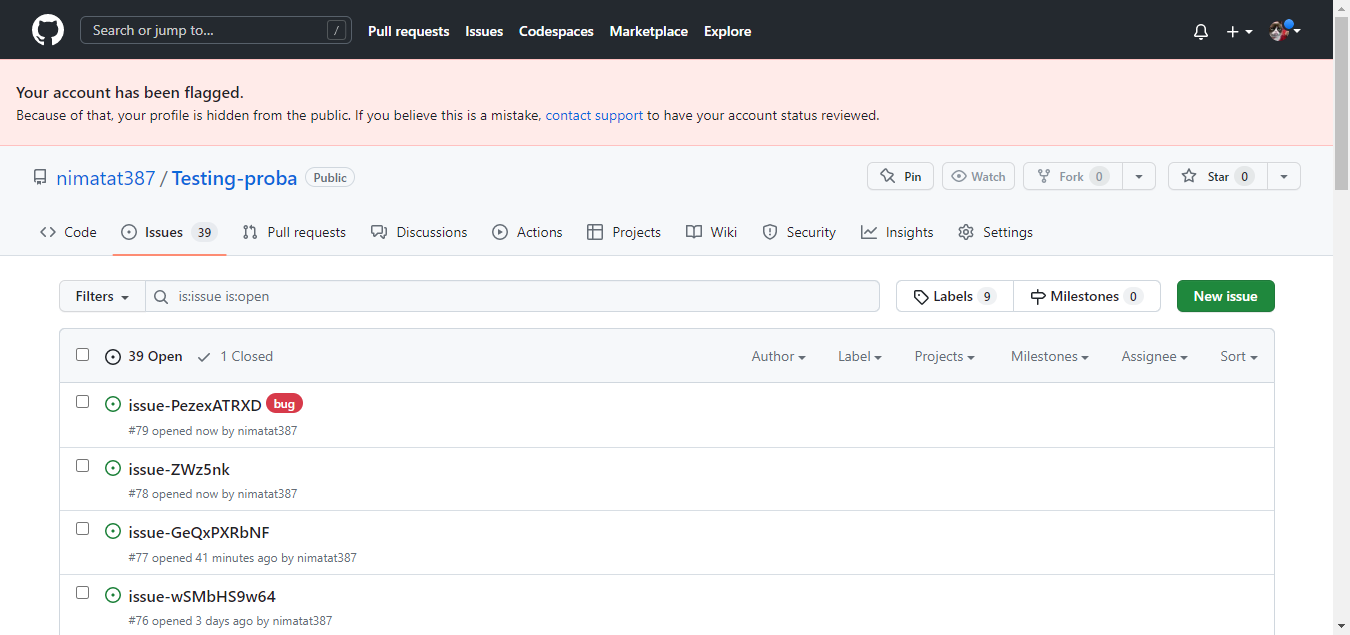 Search or jump to... / Pull requests Issues Codespaces Marketplace Explore
Your account has been flagged.
Because of that, your profile is hidden from the public. If you believe this is a mistake, contact support to have your account status reviewed.
nimatat387 / Testing-proba Public Pin Watch Fork 0 Star 0
Code Issues 39 Pull requests Discussions Actions Projects Wiki Security Insights Settings
Filters is:issue is:open Labels 9 Milestones 0 New issue
39 Open 1 Closed Author Label Projects Milestones Assignee Sort
issue-PezexATRXD bug
#79 opened now by nimatat387
issue-ZWz5nk
#78 opened now by nimatat387
issue-GeQxPXRbNF
#77 opened 41 minutes ago by nimatat387
issue-wSMbHS9w64
#76 opened 3 days ago by nimatat387